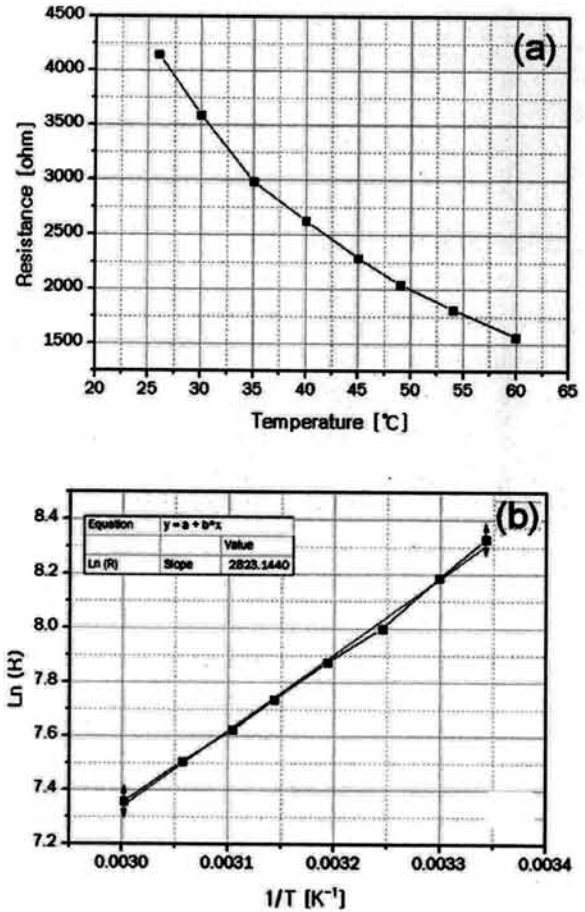 (a)
4500
4000
3500
3000
2500
2000
1500
Resistance [ohm]
20 25 30 35 40 45 50 55 60 65
Temperature [℃]
(b)
8.4
8.2
8.0
7.8
7.6
7.4
7.2
Ln (R)
Equation y = a + b*x
Value
Ln (R) Slope 2823.1440
0.0030 0.0031 0.0032 0.0033 0.0034
1/T [K⁻¹]